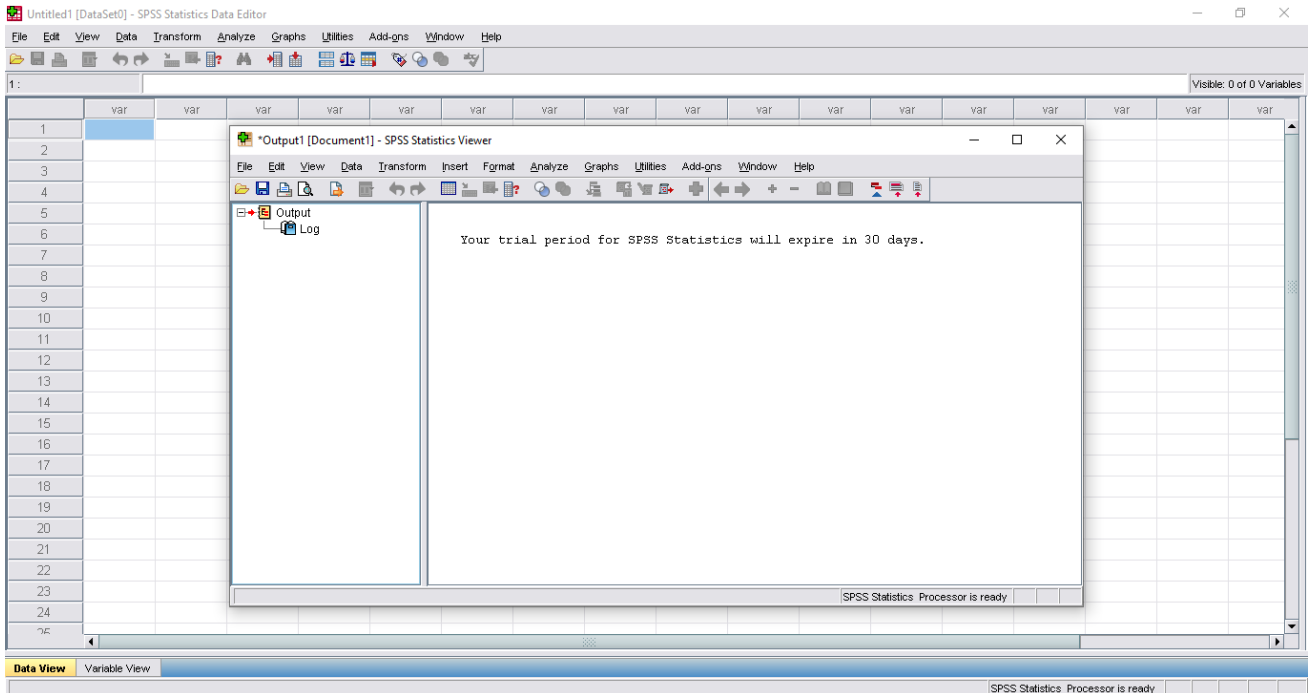 Untitled1 [DataSet0] - SPSS Statistics Data Editor
File Edit View Data Transform Analyze Graphs Utilities Add-ons Window Help
1 :
Visible: 0 of 0 Variables
var var var var var var var var var var var var var var var var var
1
2
3
4
5
6
7
8
9
10
11
12
13
14
15
16
17
18
19
20
21
22
23
24
25
*Output1 [Document1] - SPSS Statistics Viewer
File Edit View Data Transform Insert Format Analyze Graphs Utilities Add-ons Window Help
Output
Log
Your trial period for SPSS Statistics will expire in 30 days.
SPSS Statistics Processor is ready
Data View Variable View
SPSS Statistics Processor is ready